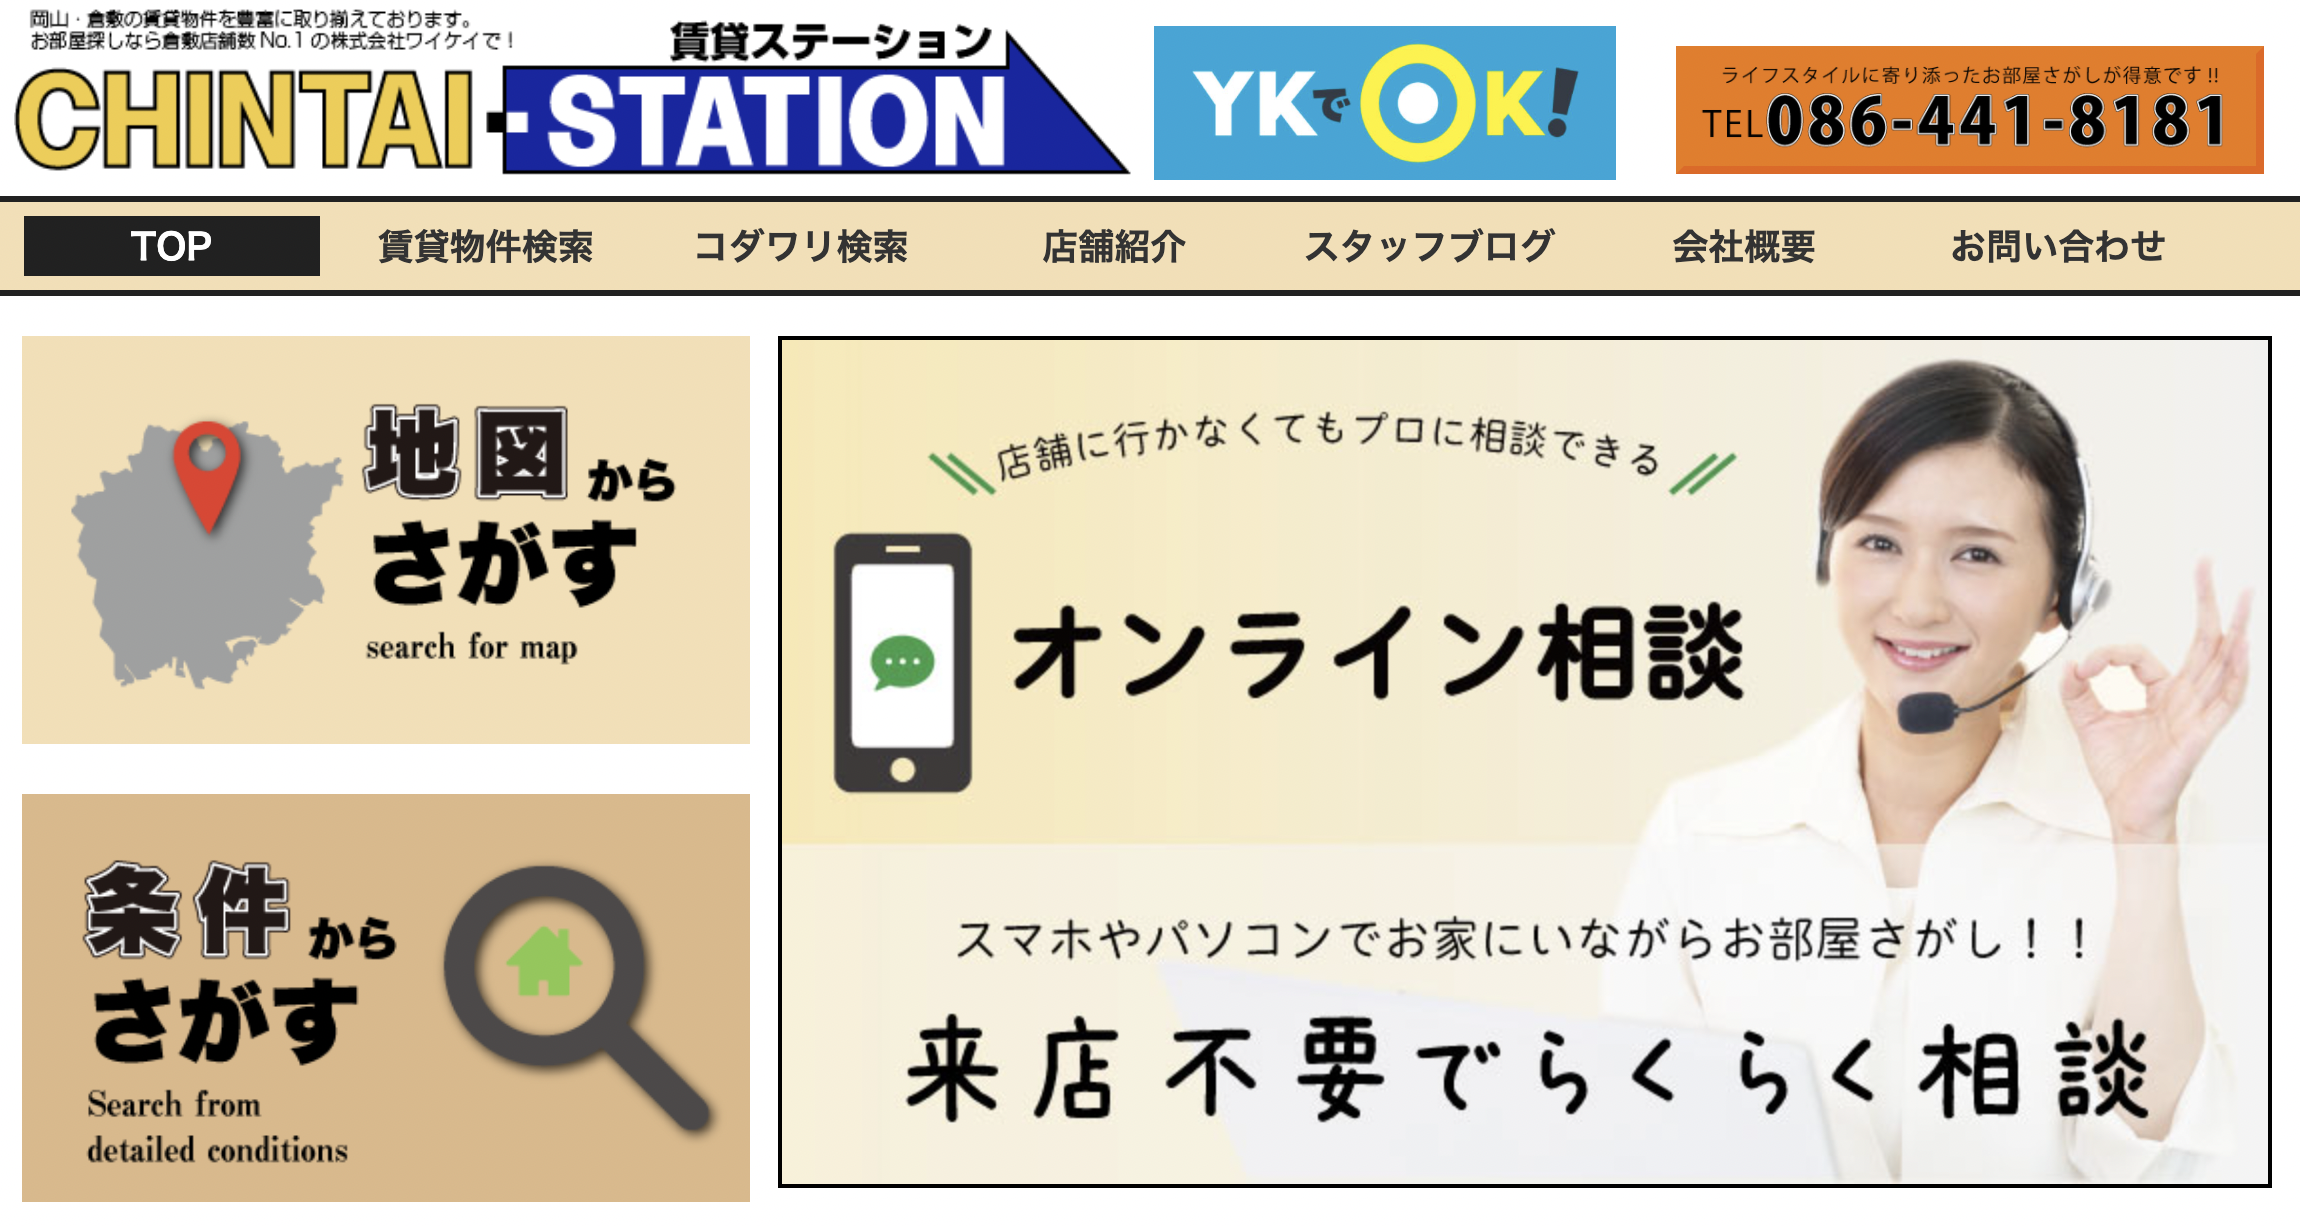 岡山・倉敷の賃貸物件を豊富に取り揃えております。
お部屋探しなら倉敷店舗数No.1の株式会社ワイケイで！
賃貸ステーション
CHINTAI-STATION
YKでOK!
ライフスタイルに寄り添ったお部屋さがしが得意です!!
TEL086-441-8181
TOP 賃貸物件検索 コダワリ検索 店舗紹介 スタッフブログ 会社概要 お問い合わせ
地図から
さがす
search for map
条件から
さがす
Search from
detailed conditions
店舗に行かなくてもプロに相談できる
オンライン相談
スマホやパソコンでお家にいながらお部屋さがし！！
来店不要でらくらく相談